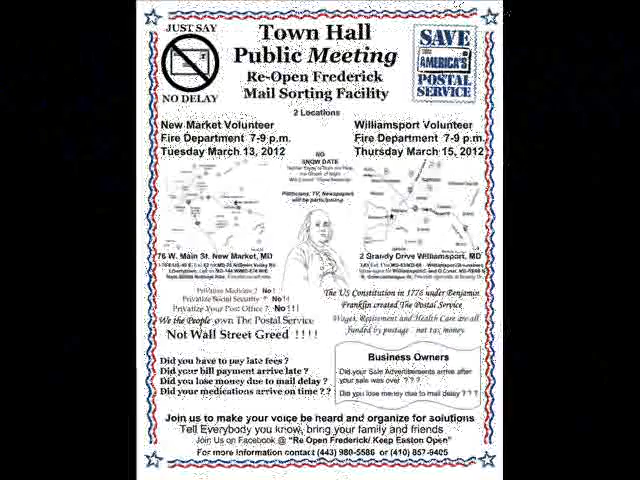 JUST SAY
NO DELAY
Town Hall
Public Meeting
Re-Open Frederick
Mail Sorting Facility
SAVE
AMERICA'S
POSTAL
SERVICE
2 Locations
New Market Volunteer
Fire Department 7-9 p.m.
Tuesday March 13, 2012
Williamsport Volunteer
Fire Department 7-9 p.m.
Thursday March 15, 2012
NO
SNOW DATE
Politicians, TV, Newspapers
will be participating
76 W. Main St. New Market, MD
2 Brandy Drive Williamsport, MD
Privatize Medicare ? No !
Privatize Social Security ? No !!
Privatize Your Post Office ? No !!
We the People own The Postal Service
Not Wall Street Greed ! ! ! !
The US Constitution in 1776 under Benjamin
Franklin created The Postal Service
Wages, Retirement and Health Care are all
funded by postage not tax money
Did you have to pay late fees ?
Did your bill payment arrive late ?
Did you lose money due to mail delay ?
Did your medications arrive on time ? ?
Business Owners
Did your Sale Advertisements arrive after
your sale was over ? ? ?
Did you lose money due to mail delay ? ? ?
Join us to make your voice be heard and organize for solutions
Tell Everybody you know, bring your family and friends
Join Us on Facebook @ "Re Open Frederick/ Keep Easton Open"
For more information contact (443) 980-5586 or (410) 857-9405